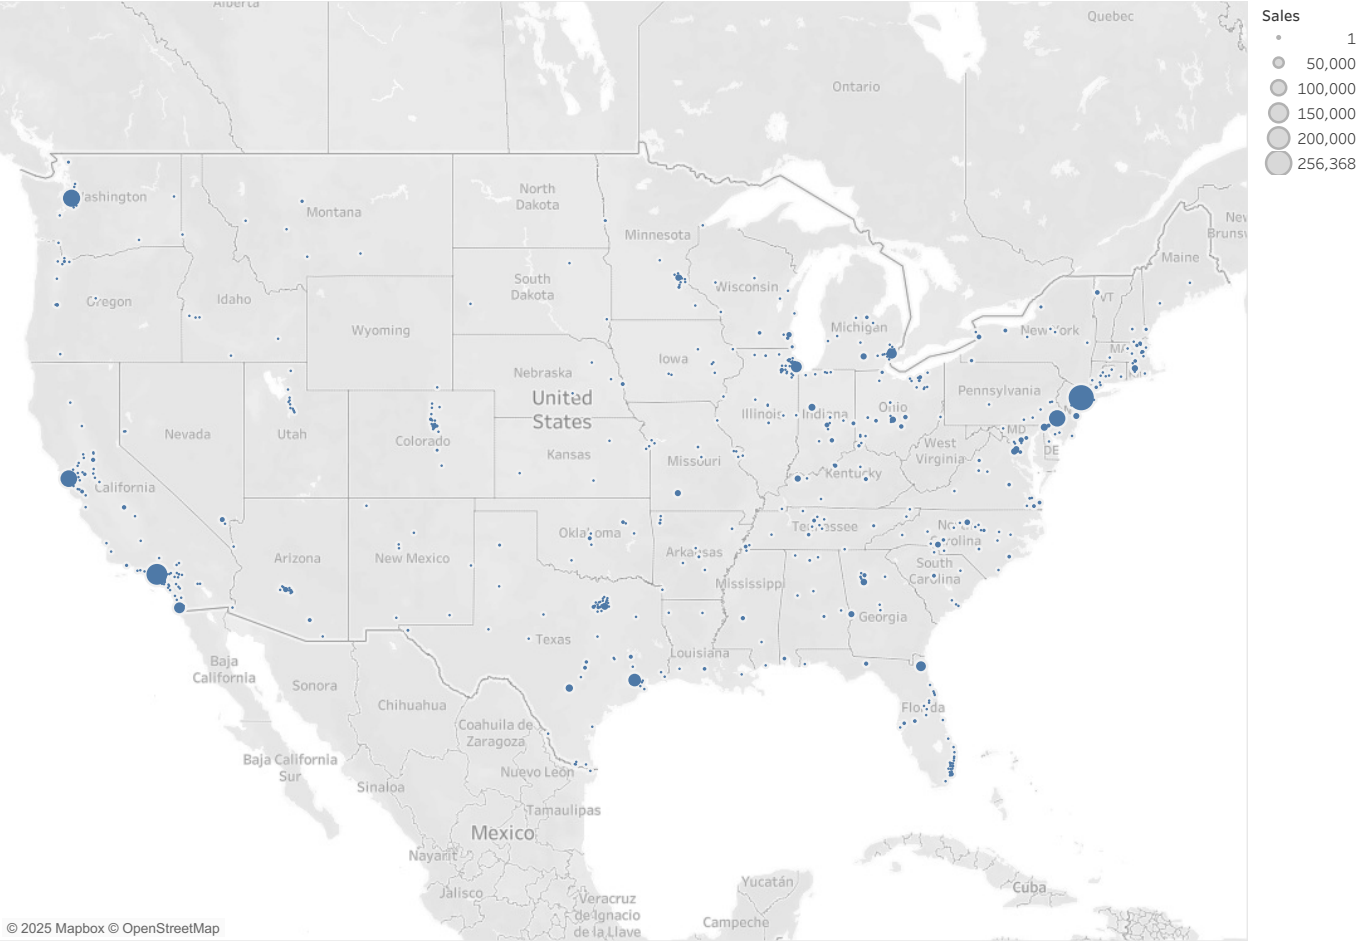 Alberta
Quebec
Ontario
Sales
1
50,000
100,000
150,000
200,000
256,368
ashington
Montana
North
Dakota
Minnesota
New
Maine
Oregon
Idaho
South
Dakota
Wisconsin
VT
Wyoming
Michigan
New York
MA
Iowa
Nebraska
Pennsylvania
United
States
Illinois
Indiana
Ohio
Nevada
Utah
Colorado
Kansas
Missouri
West
Virginia
MD
DE
California
Kentucky
Oklahoma
Tennessee
North
Carolina
Arizona
New Mexico
Arkansas
Mississippi
South
Carolina
Georgia
Texas
Louisiana
Baja
California
Sonora
Chihuahua
Florida
Coahuila de
Zaragoza
Baja California
Sur
Sinaloa
Nuevo León
Tamaulipas
Mexico
Nayarit
Jalisco
Yucatán
Cuba
Veracruz
de Ignacio
de la Llave
Campeche
© 2025 Mapbox © OpenStreetMap